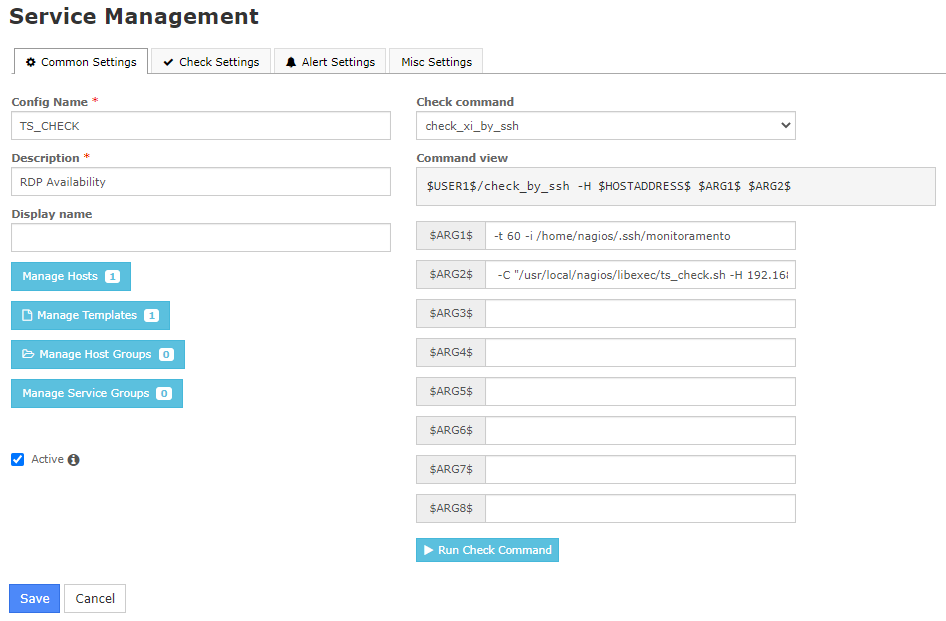 Service Management
Common Settings
Check Settings
Alert Settings
Misc Settings
Config Name *
TS_CHECK
Description *
RDP Availability
Display name
Manage Hosts 1
Manage Templates 1
Manage Host Groups 0
Manage Service Groups 0
Active
Check command
check_xi_by_ssh
Command view
$USER1$/check_by_ssh -H $HOSTADDRESS$ $ARG1$ $ARG2$
$ARG1$ -t 60 -i /home/nagios/.ssh/monitoramento
$ARG2$ -C "/usr/local/nagios/libexec/ts_check.sh -H 192.168
$ARG3$
$ARG4$
$ARG5$
$ARG6$
$ARG7$
$ARG8$
Run Check Command
Save
Cancel